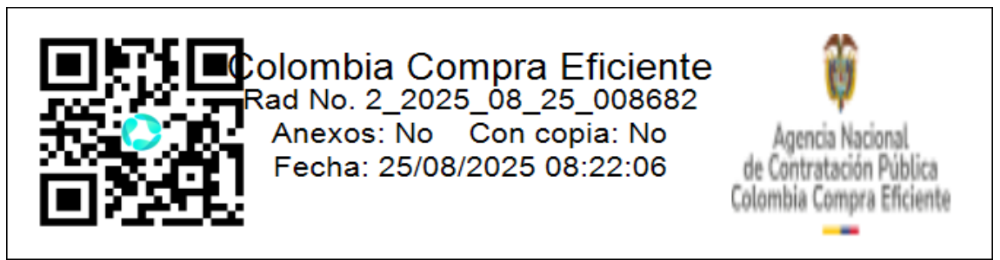 Colombia Compra Eficiente
Rad No. 2_2025_08_25_008682
Anexos: No Con copia: No
Fecha: 25/08/2025 08:22:06
Agencia Nacional
de Contratación Pública
Colombia Compra Eficiente